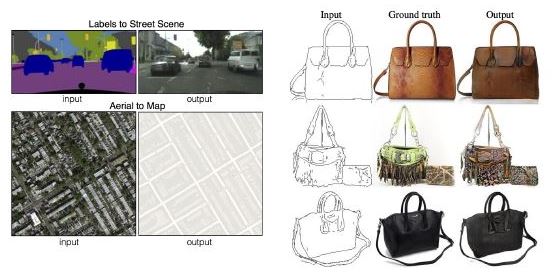 Labels to Street Scene
input
output
Aerial to Map
input
output
Input
Ground truth
Output